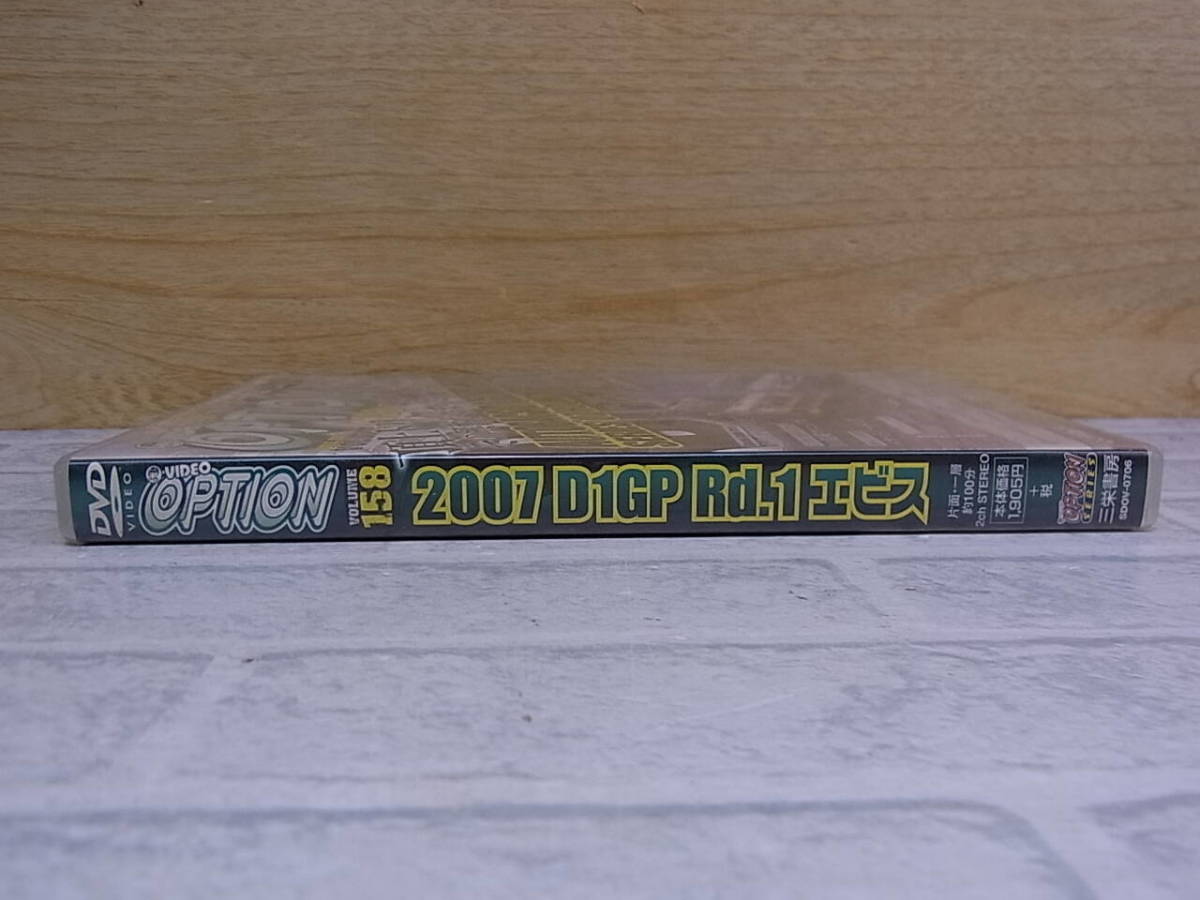 DVD
VIDEO
VIDEO
OPTION
VOLUME
158
2007 D1GP Rd.1 エビス
片面一層
約100分
2ch STEREO
本体価格
1,905円
+
税
OPTION
SERIES
三栄書房
SDOV-0706